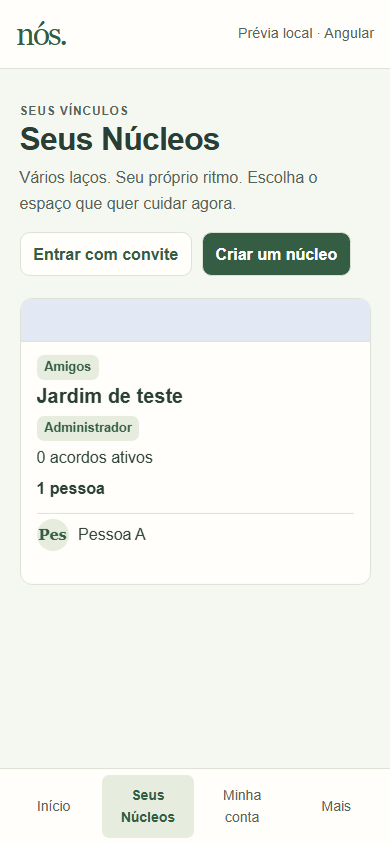 nós.
Prévia local · Angular
SEUS VÍNCULOS
Seus Núcleos
Vários laços. Seu próprio ritmo. Escolha o
espaço que quer cuidar agora.
Entrar com convite
Criar um núcleo
Amigos
Jardim de teste
Administrador
0 acordos ativos
1 pessoa
Pes
Pessoa A
Início
Seus
Núcleos
Minha
conta
Mais